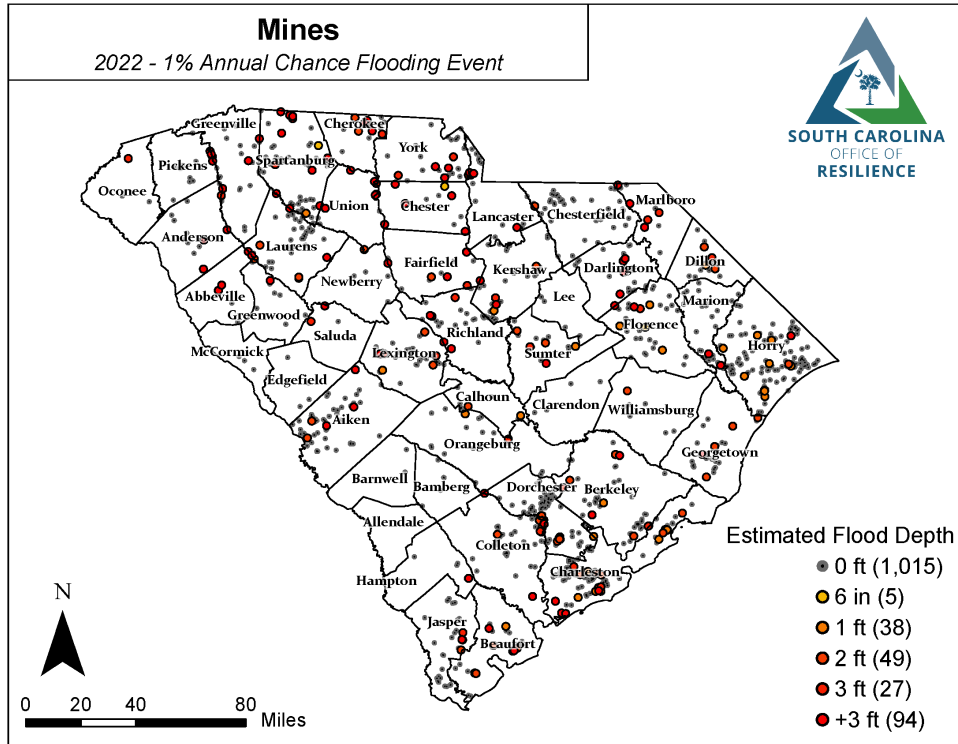 Mines
2022 - 1% Annual Chance Flooding Event
SOUTH CAROLINA
OFFICE OF
RESILIENCE
Greenville
Cherokee
York
Pickens
Spartanburg
Oconee
Union
Chester
Lancaster
Chesterfield
Marlboro
Anderson
Laurens
Fairfield
Kershaw
Darlington
Dillon
Newberry
Abbeville
Lee
Marion
Greenwood
Saluda
Richland
Florence
Horry
McCormick
Lexington
Sumter
Edgefield
Calhoun
Clarendon
Williamsburg
Aiken
Orangeburg
Georgetown
Barnwell
Bamberg
Dorchester
Berkeley
Allendale
Colleton
Charleston
Hampton
Jasper
Beaufort
Estimated Flood Depth
0 ft (1,015)
6 in (5)
1 ft (38)
2 ft (49)
3 ft (27)
+3 ft (94)
N
0 20 40 80
Miles